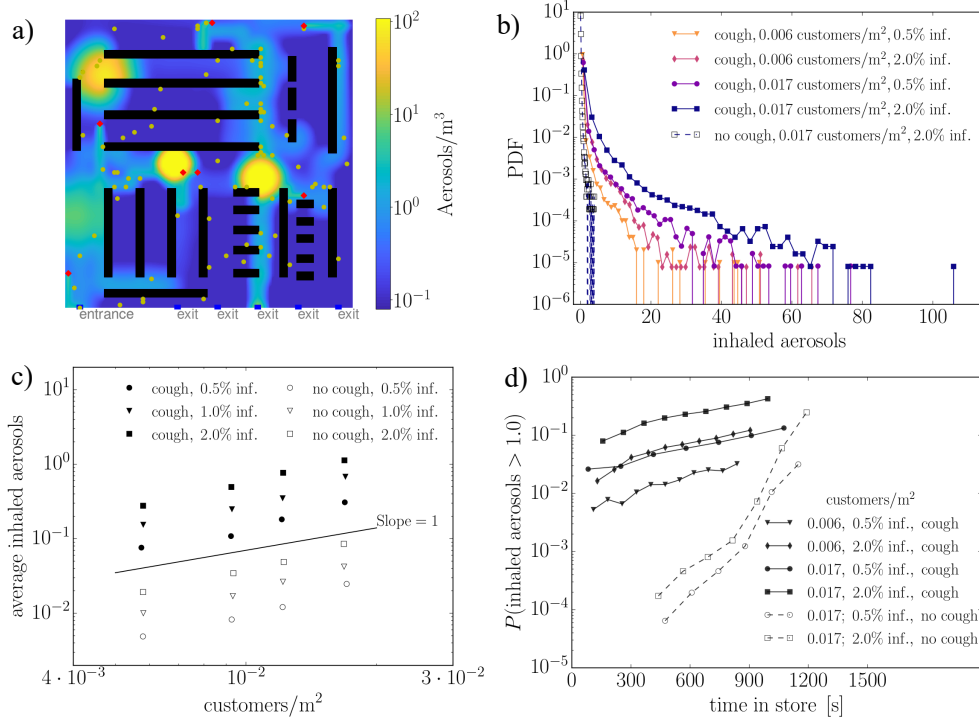 a)
10^2
10^1
10^0
10^-1
Aerosols/m^3
entrance
exit
exit
exit
exit
exit
b)
10^8
10^0
10^-1
10^-2
10^-3
10^-4
10^-5
10^-6
PDF
cough, 0.006 customers/m^2, 0.5% inf.
cough, 0.006 customers/m^2, 2.0% inf.
cough, 0.017 customers/m^2, 0.5% inf.
cough, 0.017 customers/m^2, 2.0% inf.
no cough, 0.017 customers/m^2, 2.0% inf.
0 20 40 60 80 100
inhaled aerosols
c)
10^1
10^0
10^-1
10^-2
average inhaled aerosols
cough, 0.5% inf.
cough, 1.0% inf.
cough, 2.0% inf.
no cough, 0.5% inf.
no cough, 1.0% inf.
no cough, 2.0% inf.
Slope = 1
4 · 10^-3 10^-2 3 · 10^-2
customers/m^2
d)
10^0
10^-1
10^-2
10^-3
10^-4
10^-5
P(inhaled aerosols > 1.0)
customers/m^2
0.006, 0.5% inf., cough
0.006, 2.0% inf., cough
0.017, 0.5% inf., cough
0.017, 2.0% inf., cough
0.017; 0.5% inf., no cough
0.017; 2.0% inf., no cough
0 300 600 900 1200 1500
time in store [s]